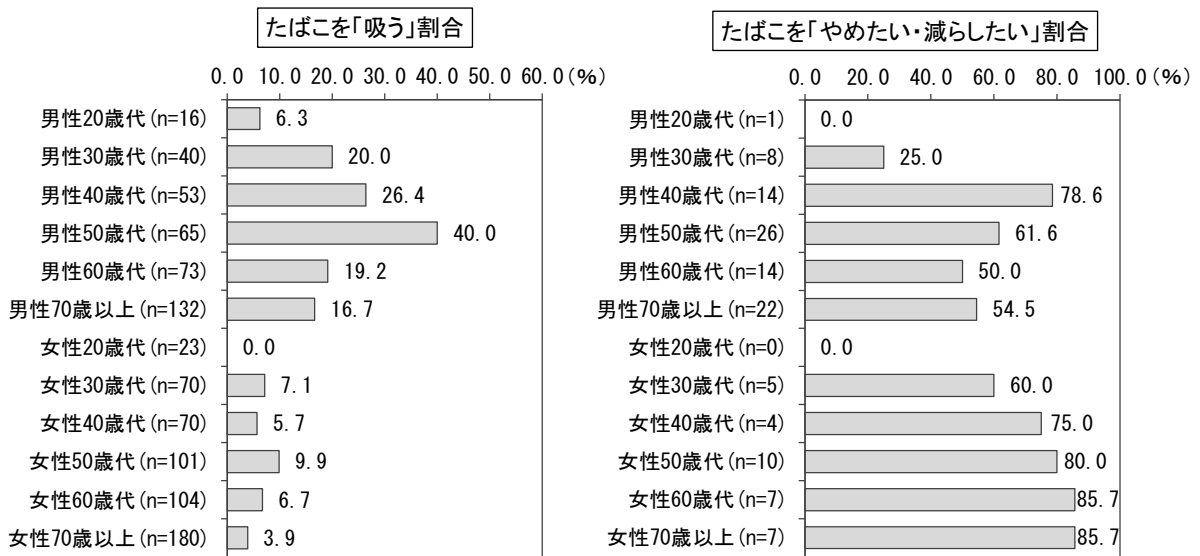 たばこを「吸う」割合
0.0 10.0 20.0 30.0 40.0 50.0 60.0(%)
男性20歳代(n=16) 6.3
男性30歳代(n=40) 20.0
男性40歳代(n=53) 26.4
男性50歳代(n=65) 40.0
男性60歳代(n=73) 19.2
男性70歳以上(n=132) 16.7
女性20歳代(n=23) 0.0
女性30歳代(n=70) 7.1
女性40歳代(n=70) 5.7
女性50歳代(n=101) 9.9
女性60歳代(n=104) 6.7
女性70歳以上(n=180) 3.9
たばこを「やめたい・減らしたい」割合
0.0 20.0 40.0 60.0 80.0 100.0(%)
男性20歳代(n=1) 0.0
男性30歳代(n=8) 25.0
男性40歳代(n=14) 78.6
男性50歳代(n=26) 61.6
男性60歳代(n=14) 50.0
男性70歳以上(n=22) 54.5
女性20歳代(n=0) 0.0
女性30歳代(n=5) 60.0
女性40歳代(n=4) 75.0
女性50歳代(n=10) 80.0
女性60歳代(n=7) 85.7
女性70歳以上(n=7) 85.7